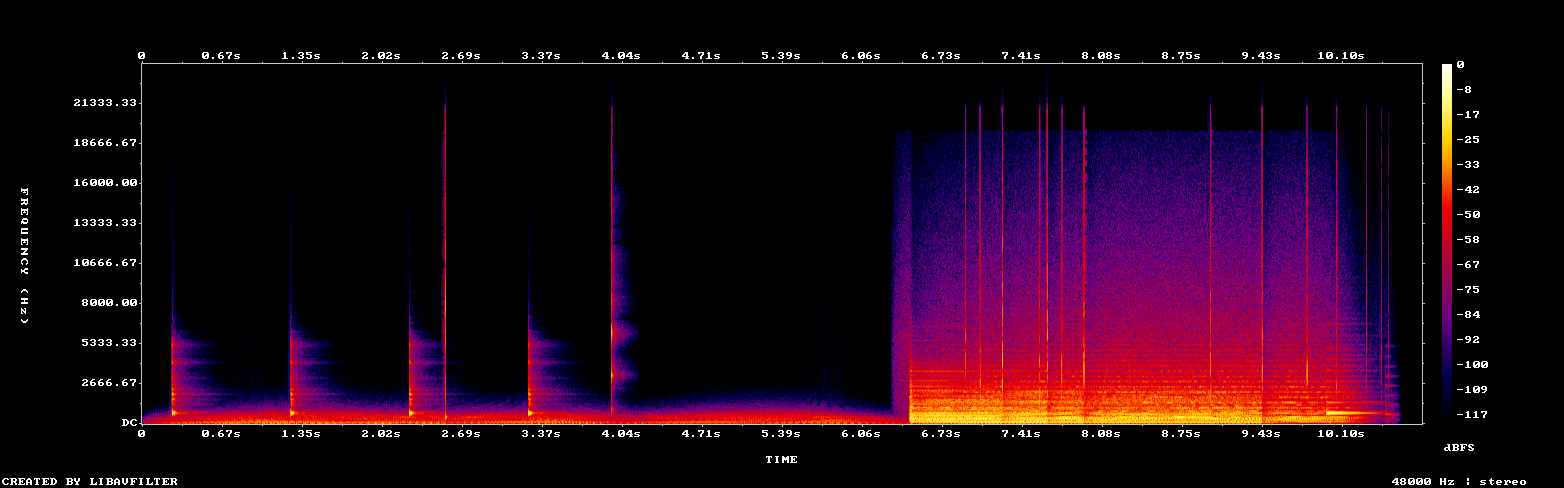 0 0.67s 1.35s 2.02s 2.69s 3.37s 4.04s 4.71s 5.39s 6.06s 6.73s 7.41s 8.08s 8.75s 9.43s 10.10s
21333.33
18666.67
16000.00
13333.33
10666.67
8000.00
5333.33
2666.67
DC
FREQUENCY (Hz)
0
-8
-17
-25
-33
-42
-50
-58
-67
-75
-84
-92
-100
-109
-117
dBFS
0 0.67s 1.35s 2.02s 2.69s 3.37s 4.04s 4.71s 5.39s 6.06s 6.73s 7.41s 8.08s 8.75s 9.43s 10.10s
TIME
CREATED BY LIBAVFILTER
48000 Hz | stereo